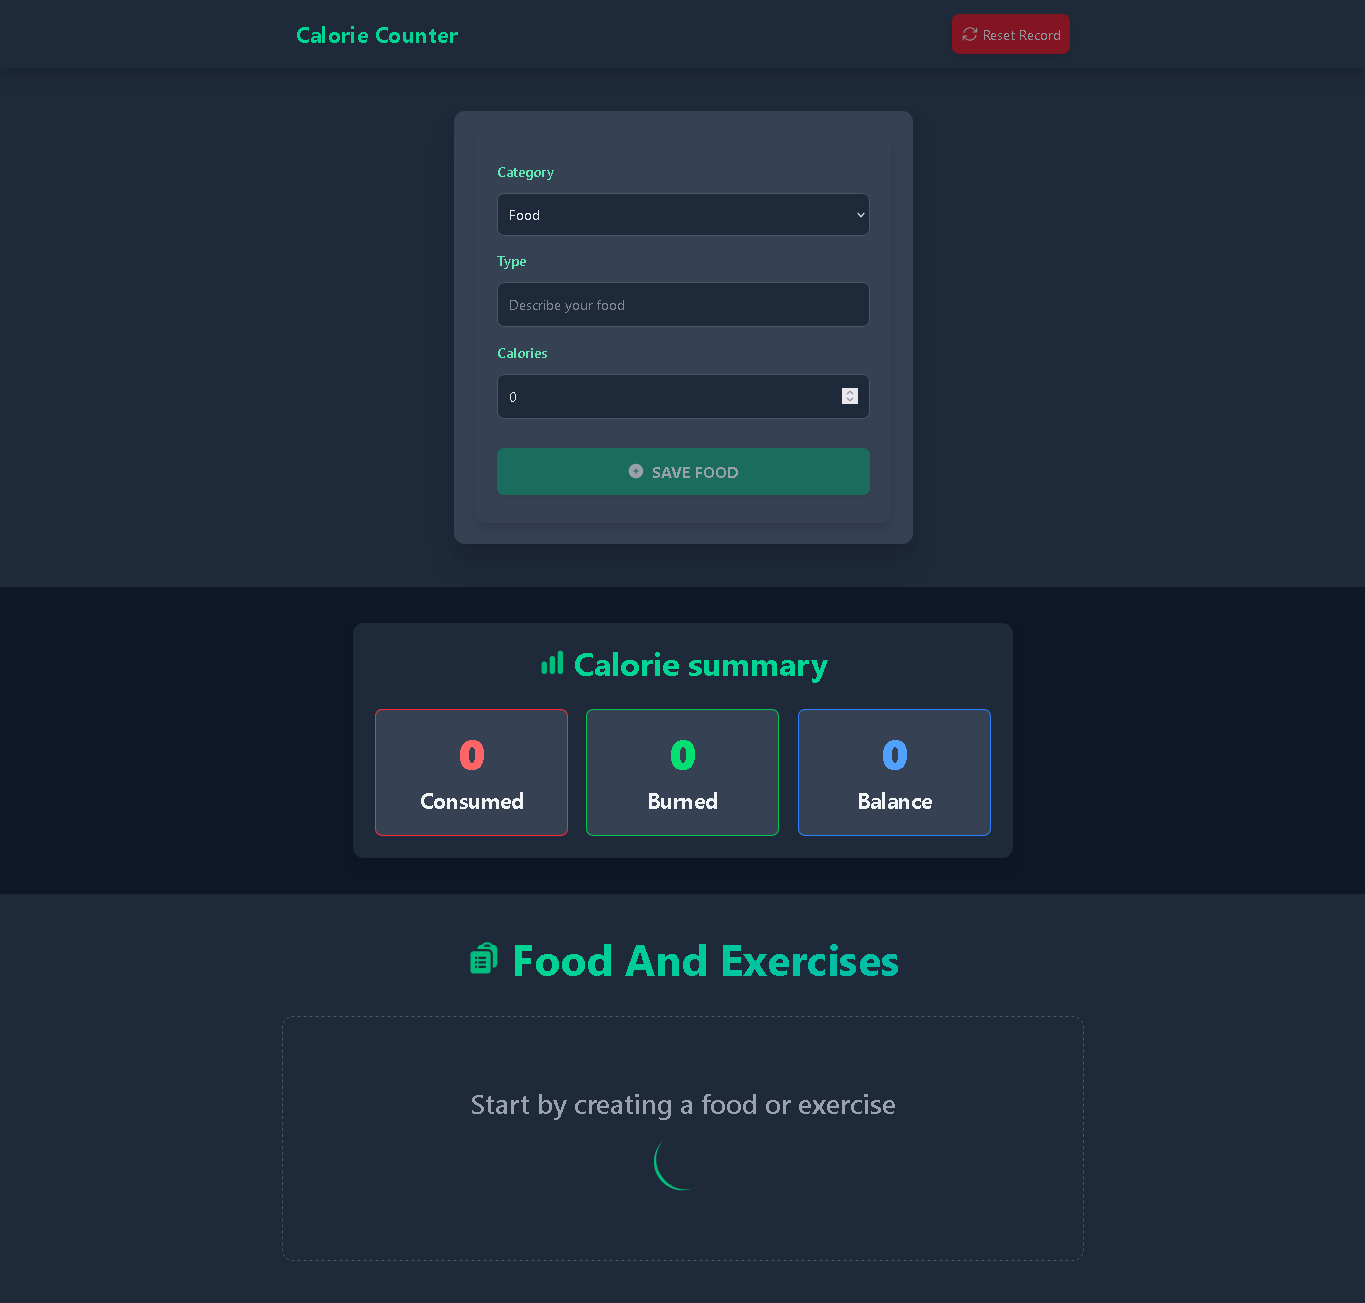 Calorie Counter
Reset Record
Category
Food
Type
Describe your food
Calories
0
SAVE FOOD
Calorie summary
0
Consumed
0
Burned
0
Balance
Food And Exercises
Start by creating a food or exercise